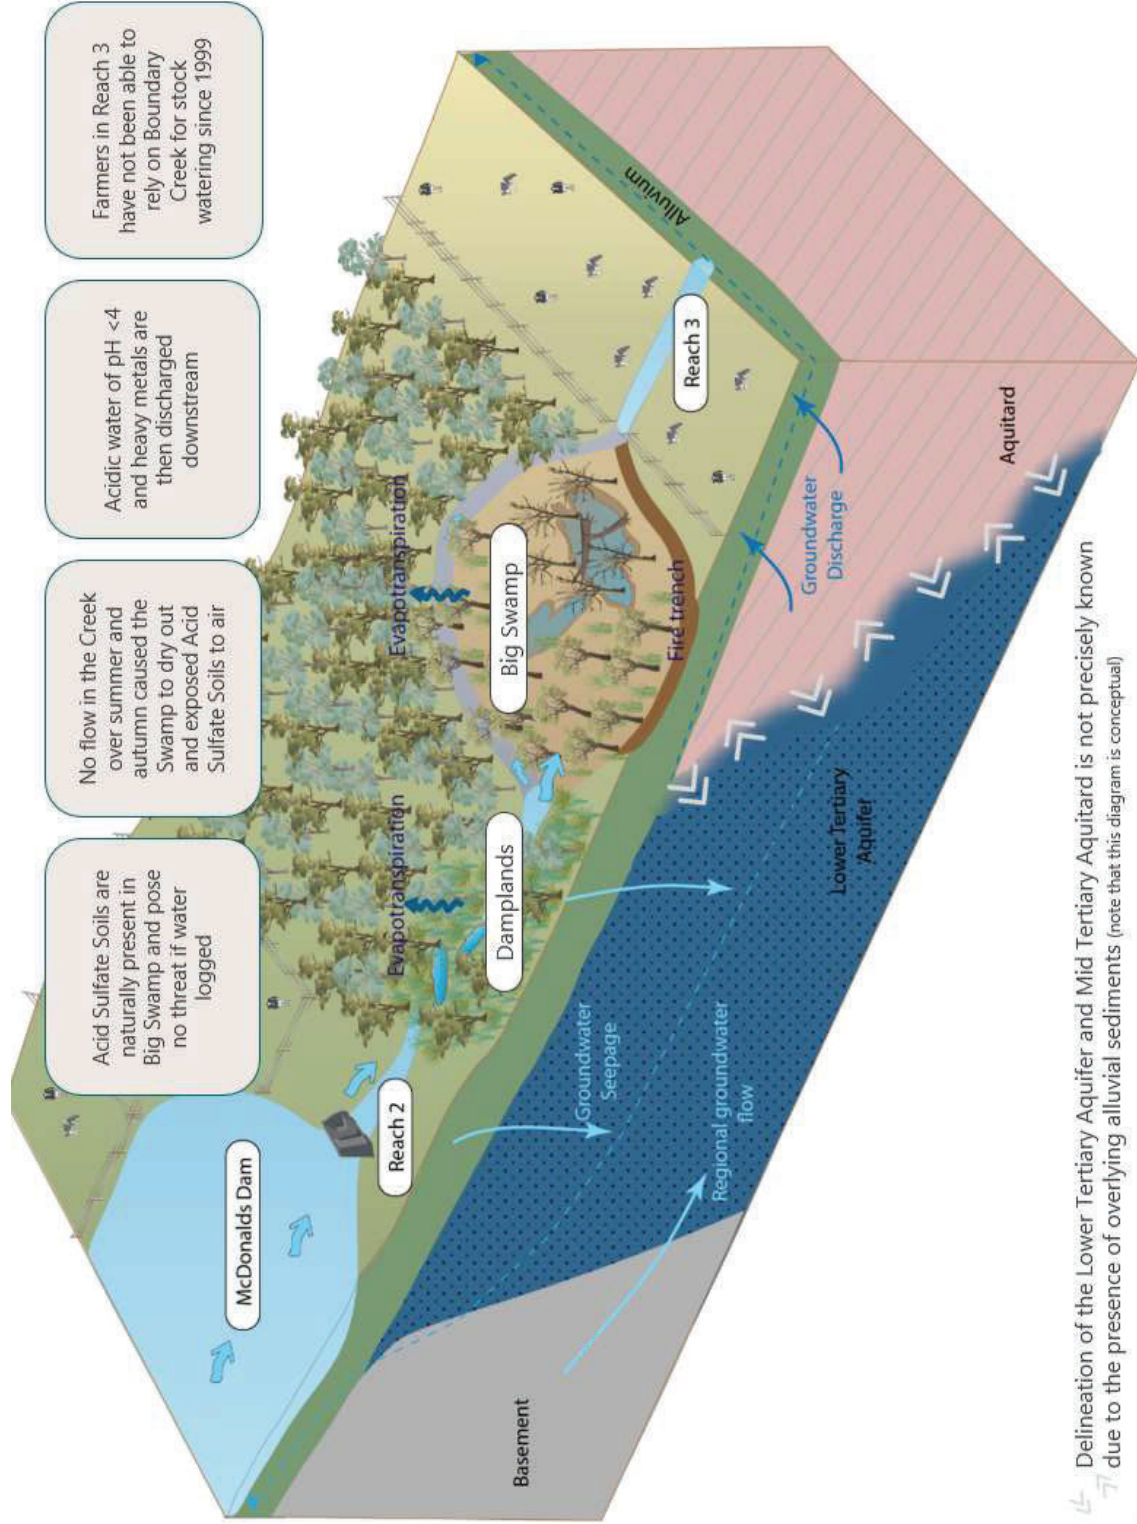 Acid Sulfate Soils are
naturally present in
Big Swamp and pose
no threat if water
logged
No flow in the Creek
over summer and
autumn caused the
Swamp to dry out
and exposed Acid
Sulfate Soils to air
Acidic water of pH <4
and heavy metals are
then discharged
downstream
Farmers in Reach 3
have not been able to
rely on Boundary
Creek for stock
watering since 1999
McDonalds Dam
Reach 2
Evapotranspiration
Damplands
Evapotranspiration
Big Swamp
Fire trench
Reach 3
Alluvium
Basement
Groundwater
Seepage
Regional groundwater
flow
Lower Tertiary
Aquifer
Groundwater
Discharge
Aquitard
Delineation of the Lower Tertiary Aquifer and Mid Tertiary Aquitard is not precisely known
due to the presence of overlying alluvial sediments (note that this diagram is conceptual)